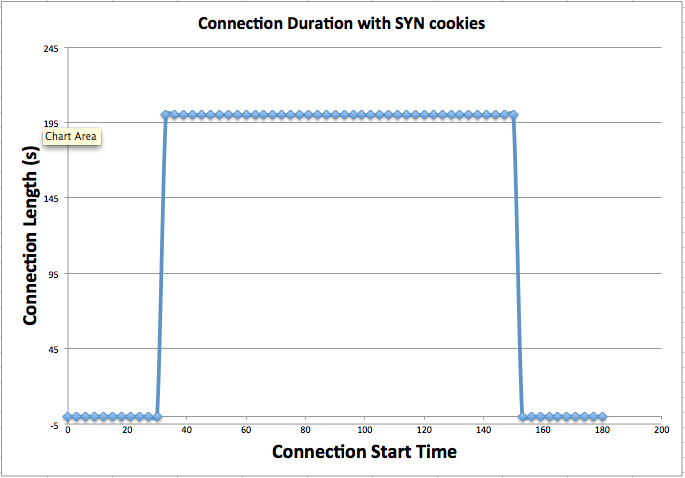 Connection Duration with SYN cookies
245
195
Chart Area
145
95
45
-5
Connection Length (s)
0 20 40 60 80 100 120 140 160 180 200
Connection Start Time